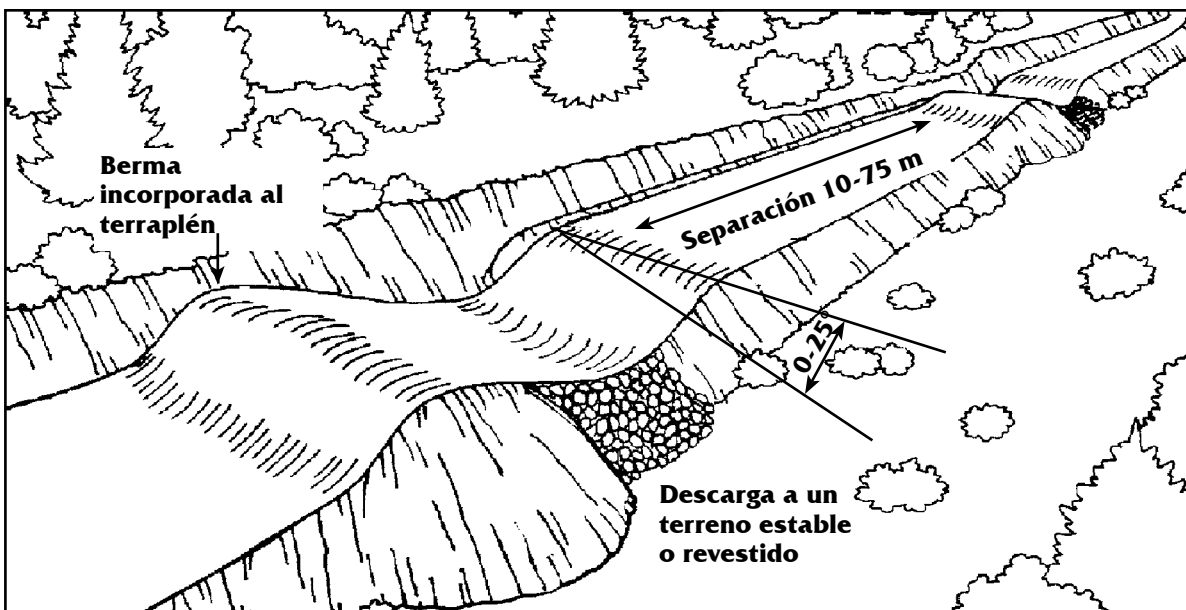 Berma
incorporada al
terraplén
Separación 10-75 m
0-25°
Descarga a un
terreno estable
o revestido